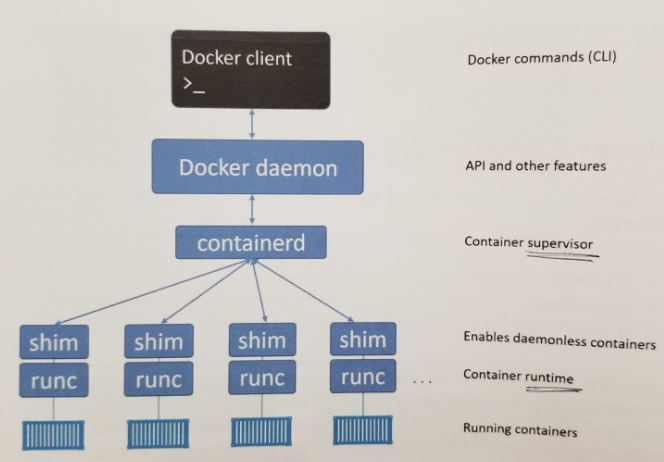 Docker client
>_
Docker commands (CLI)
Docker daemon
API and other features
containerd
Container supervisor
shim shim shim shim
Enables daemonless containers
runc runc runc runc ...
Container runtime
Running containers